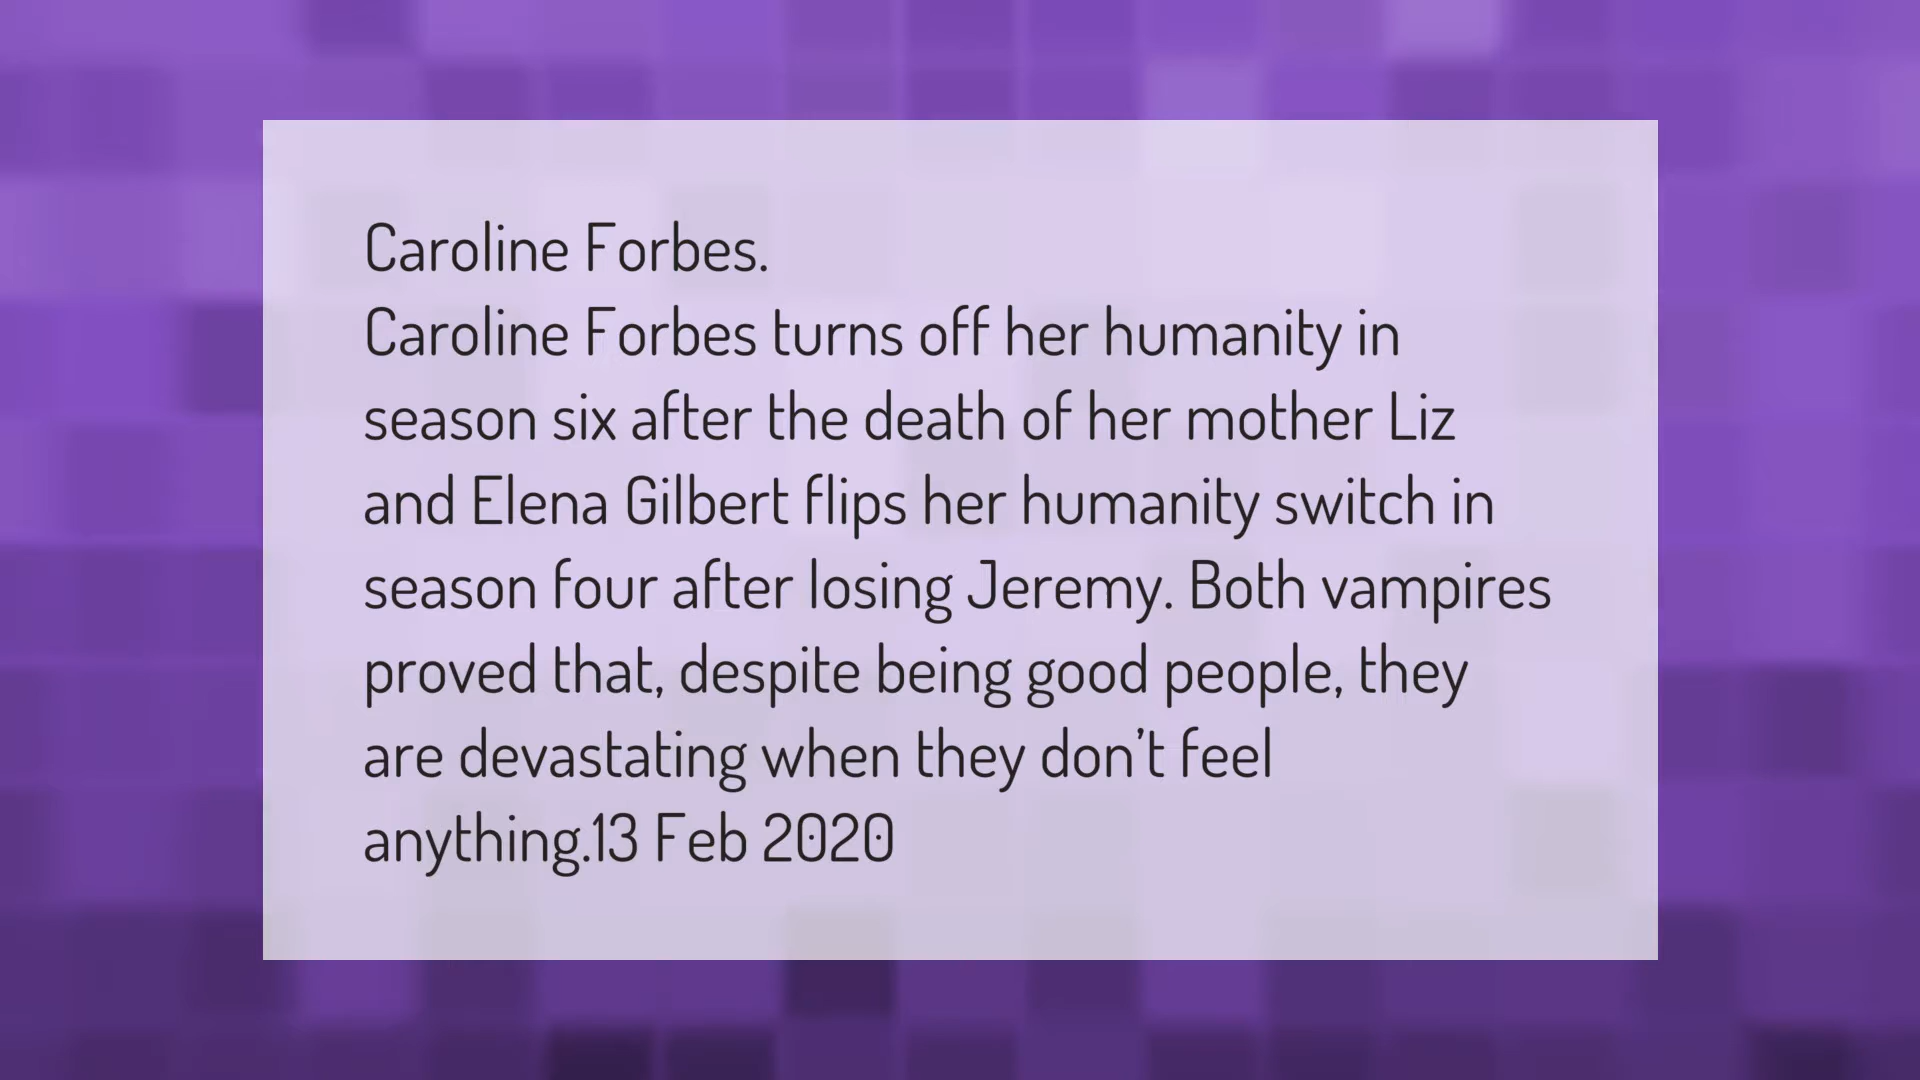 Caroline Forbes.
Caroline Forbes turns off her humanity in
season six after the death of her mother Liz
and Elena Gilbert flips her humanity switch in
season four after losing Jeremy. Both vampires
proved that, despite being good people, they
are devastating when they don’t feel
anything.13 Feb 2020